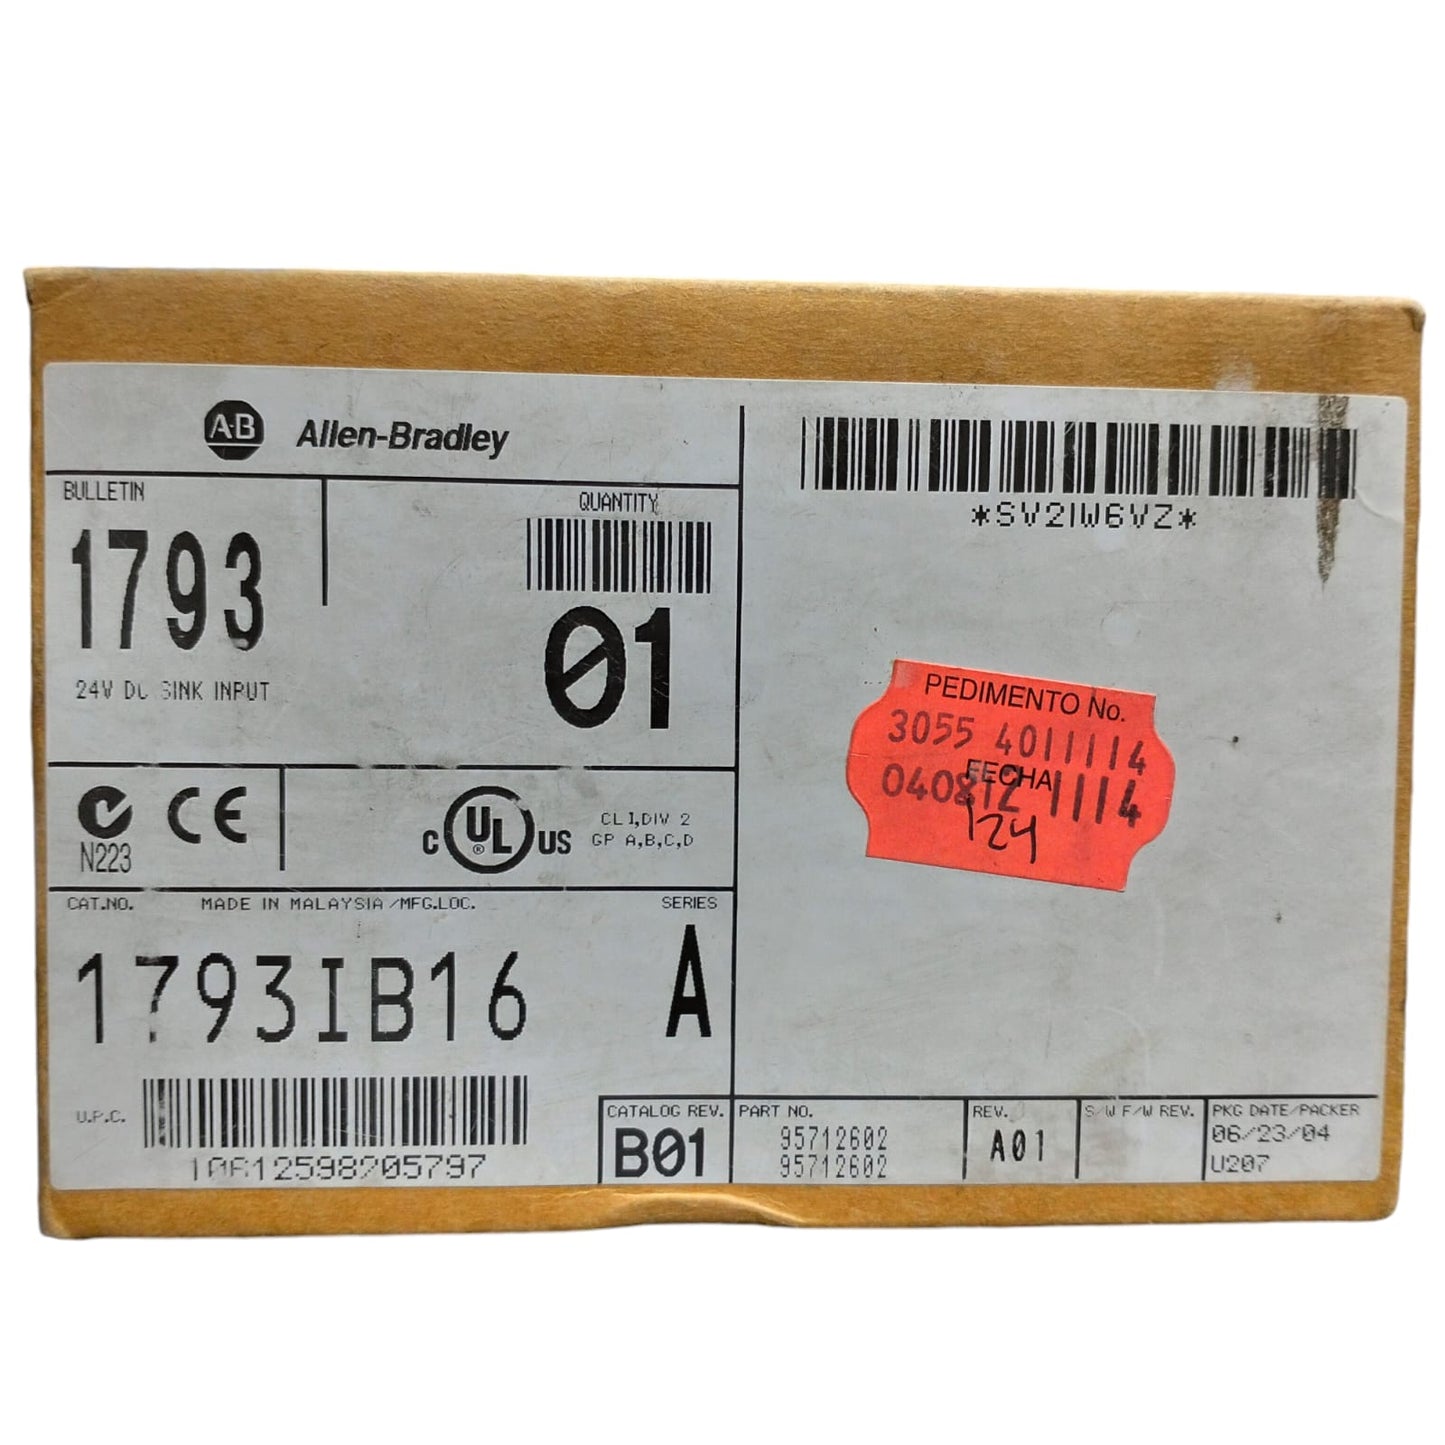 A-B Allen-Bradley
BULLETIN
1793
24V DC SINK INPUT
QUANTITY
01
*SV2IW6VZ*
PEDIMENTO No.
3055 4011114
FECHA
040812 1114
124
N223
CE
C UL® US
CL I,DIV 2
GP A,B,C,D
CAT.NO. MADE IN MALAYSIA/MFG.LOC. SERIES
1793IB16 A
U.P.C.
10612598205797
CATALOG REV.
B01
PART NO.
95712602
95712602
REV.
A01
S/W F/W REV.
PKG DATE/PACKER
06/23/04
U207